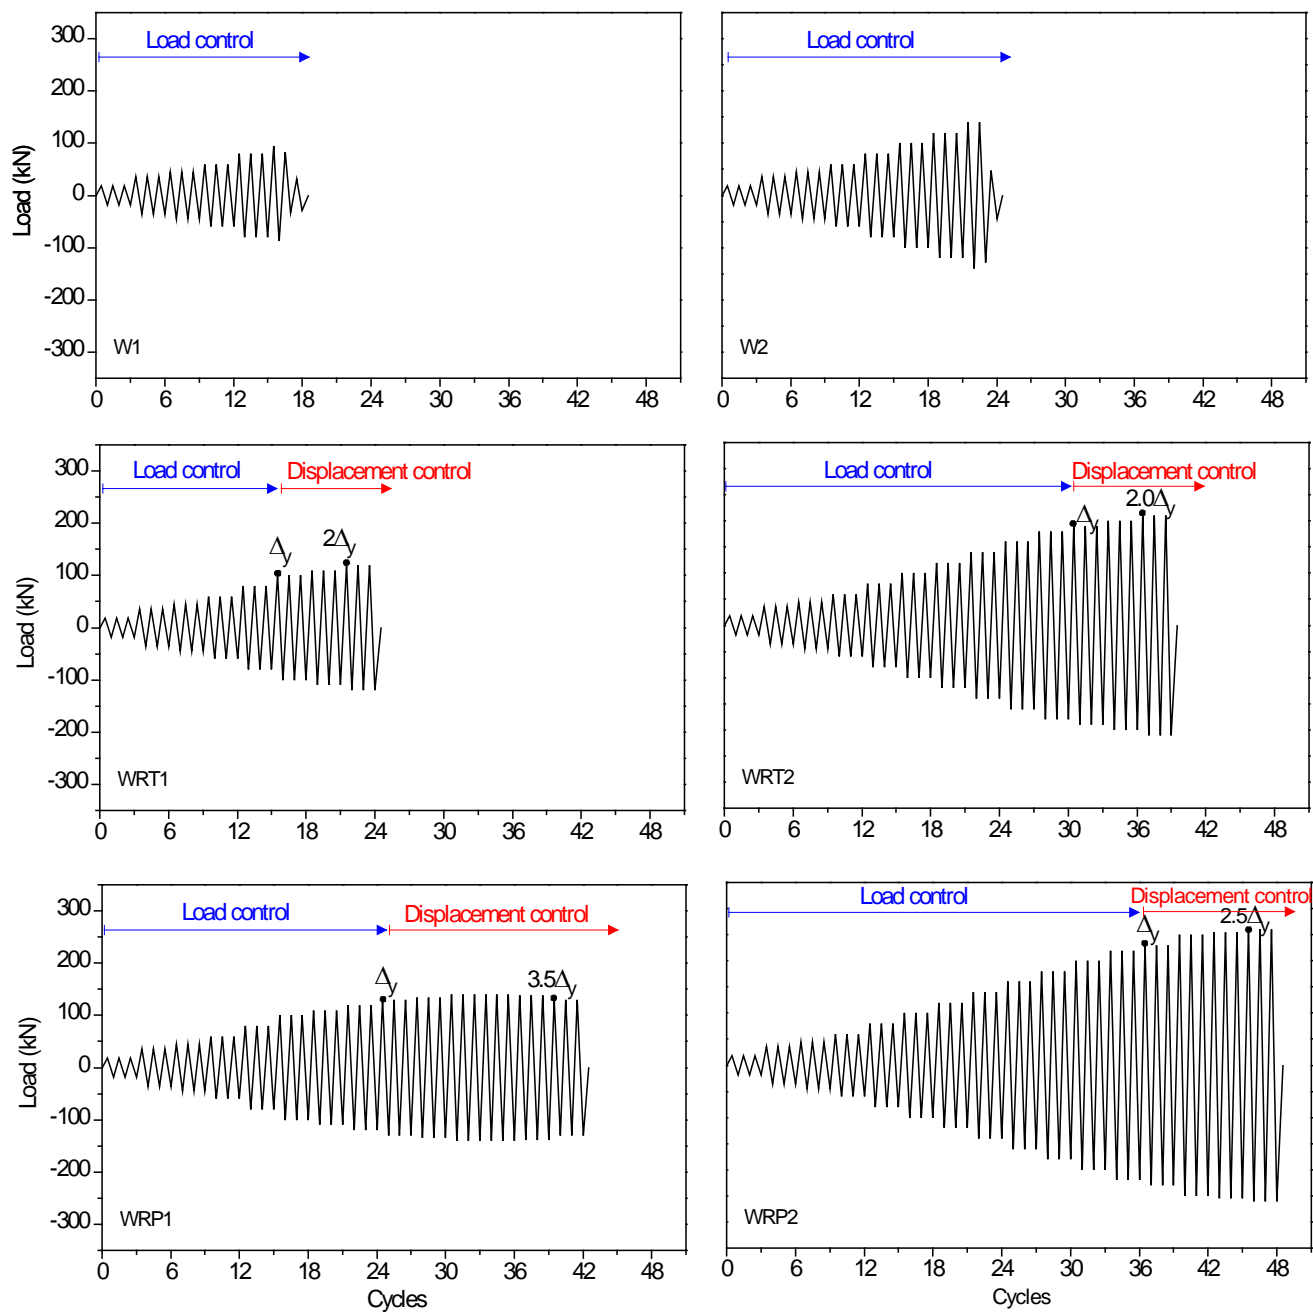 Load control
300
200
100
0
-100
-200
-300
Load (kN)
W1
0 6 12 18 24 30 36 42 48
Load control
W2
0 6 12 18 24 30 36 42 48
Load control Displacement control
300
200
100
0
-100
-200
-300
Load (kN)
Δy 2Δy
WRT1
0 6 12 18 24 30 36 42 48
Load control Displacement control
Δy 2.0Δy
WRT2
0 6 12 18 24 30 36 42 48
Load control Displacement control
300
200
100
0
-100
-200
-300
Load (kN)
Δy 3.5Δy
WRP1
0 6 12 18 24 30 36 42
Cycles
Load control Displacement control
Δy 2.5Δy
WRP2
0 6 12 18 24 30 36 42 48
Cycles